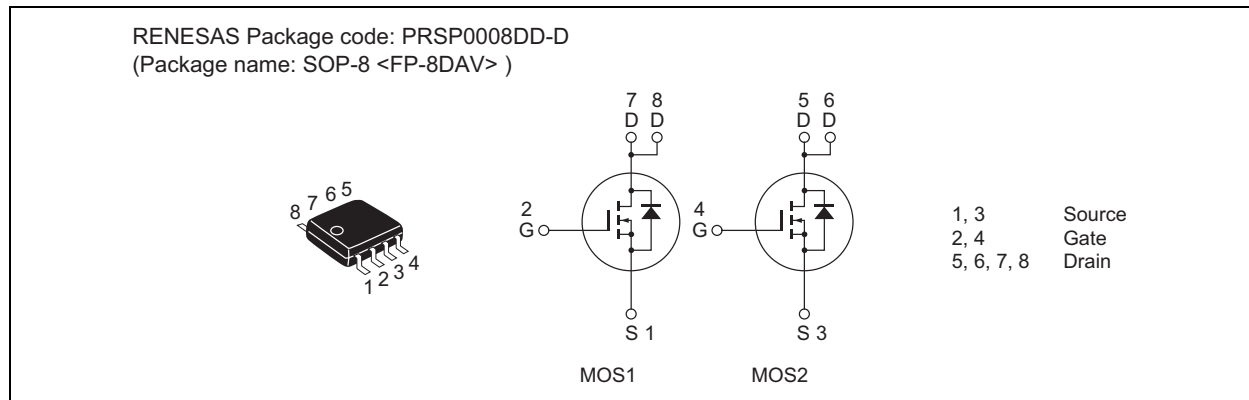 RENESAS Package code: PRSP0008DD-D
(Package name: SOP-8 <FP-8DAV> )
8 7 6 5
1 2 3 4
7 8
D D
2
G
S 1
MOS1
5 6
D D
4
G
S 3
MOS2
1, 3 Source
2, 4 Gate
5, 6, 7, 8 Drain